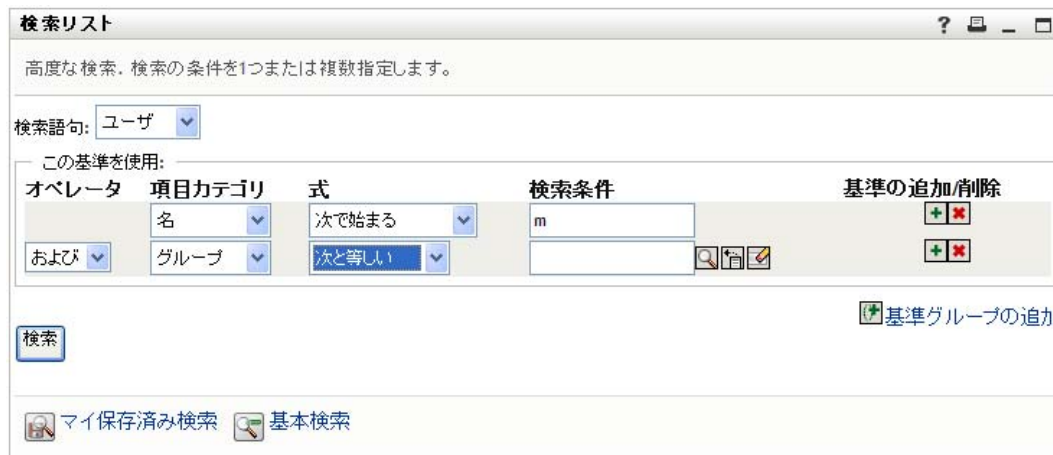 検索リスト ?
高度な検索. 検索の条件を1つまたは複数指定します。
検索語句: ユーザ
この基準を使用:
オペレータ 項目カテゴリ 式 検索条件 基準の追加/削除
名 次で始まる m
および グループ 次と等しい
基準グループの追加
検索
マイ保存済み検索 基本検索